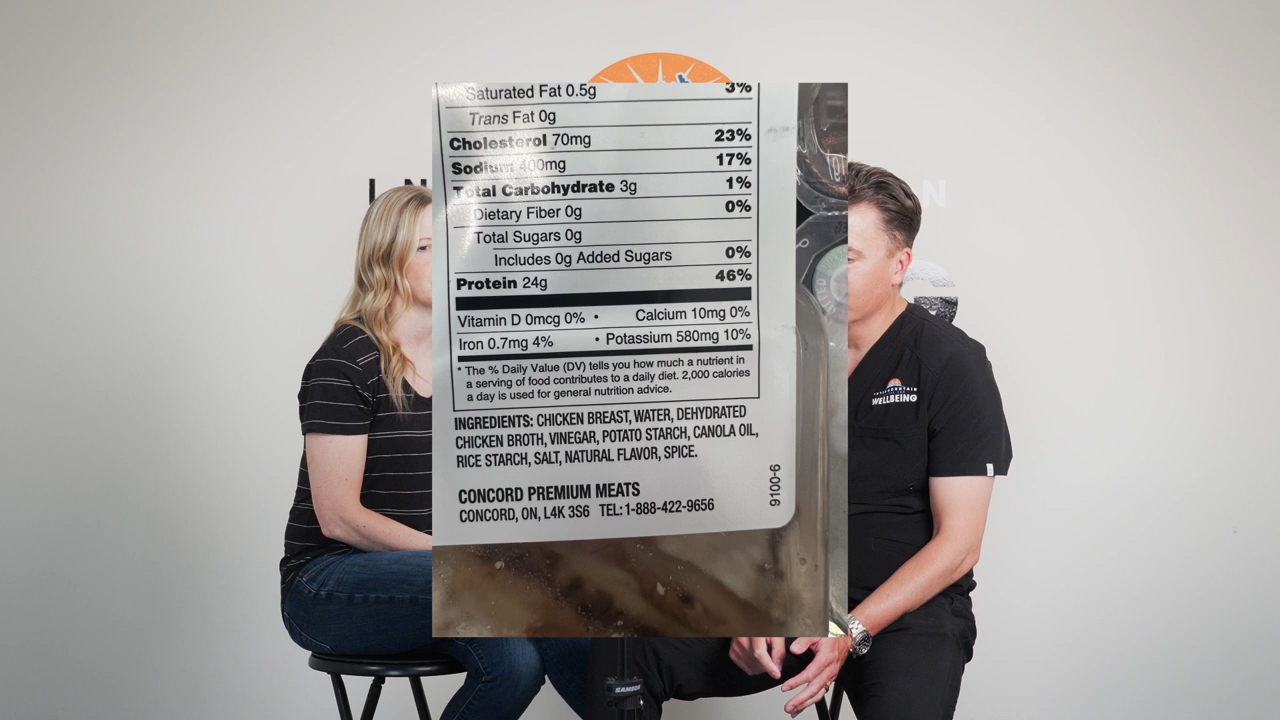 Saturated Fat 0.5g 3%
Trans Fat 0g
Cholesterol 70mg 23%
Sodium 400mg 17%
Total Carbohydrate 3g 1%
Dietary Fiber 0g 0%
Total Sugars 0g
Includes 0g Added Sugars 0%
Protein 24g 46%
Vitamin D 0mcg 0% • Calcium 10mg 0%
Iron 0.7mg 4% • Potassium 580mg 10%
* The % Daily Value (DV) tells you how much a nutrient in
a serving of food contributes to a daily diet. 2,000 calories
a day is used for general nutrition advice.
INGREDIENTS: CHICKEN BREAST, WATER, DEHYDRATED
CHICKEN BROTH, VINEGAR, POTATO STARCH, CANOLA OIL,
RICE STARCH, SALT, NATURAL FLAVOR, SPICE.
CONCORD PREMIUM MEATS
CONCORD, ON, L4K 3S6 TEL: 1-888-422-9656
9100-6
WELLBEING
SAMSON